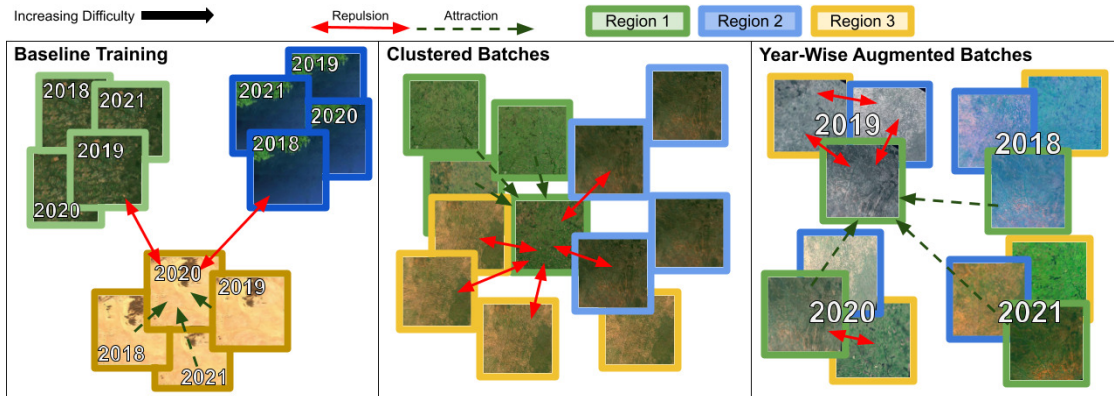 Increasing Difficulty
Repulsion
Attraction
Region 1
Region 2
Region 3
Baseline Training
2018
2021
2019
2020
2019
2021
2020
2018
2020
2019
2018
2021
Clustered Batches
Year-Wise Augmented Batches
2019
2018
2020
2021